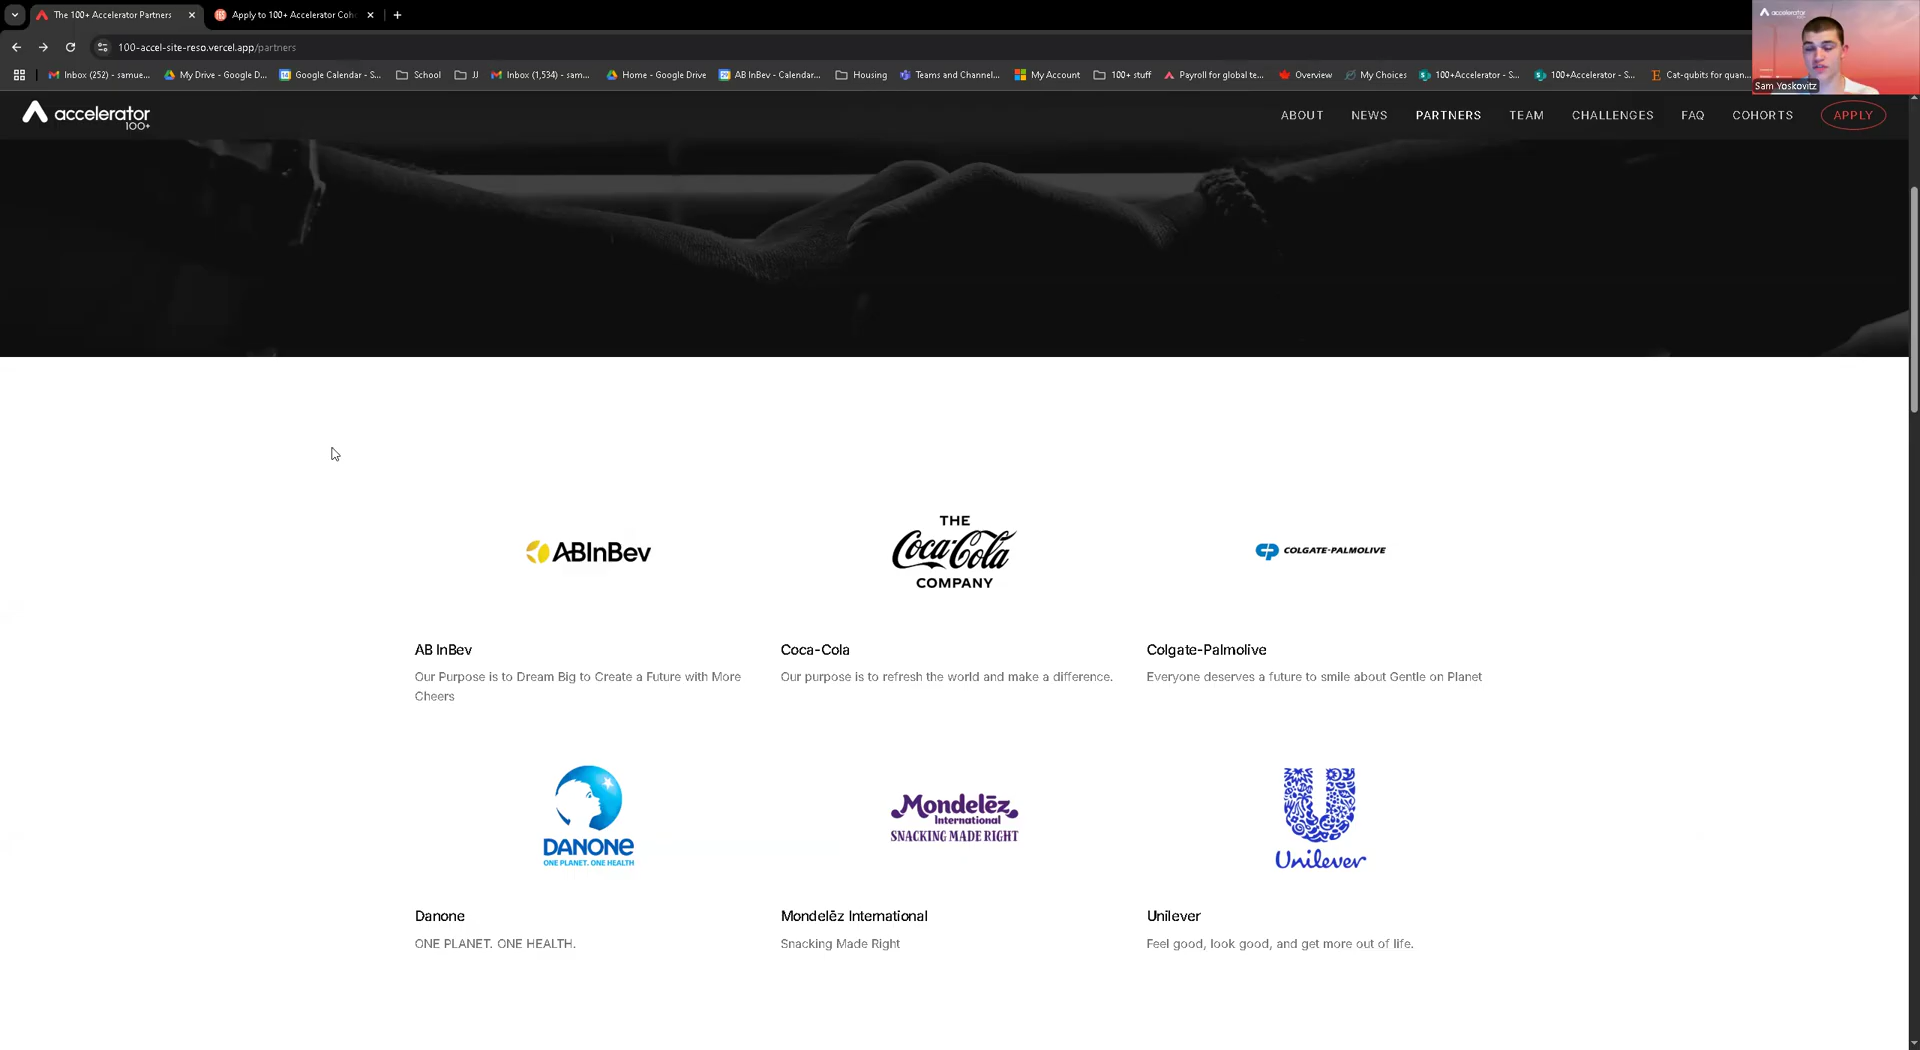 The 100+ Accelerator Partners
Apply to 100+ Accelerator Coh
100-accel-site-reso.vercel.app/partners
Inbox (252) - samue...
My Drive - Google D...
Google Calendar - S...
School
JJ
Inbox (1,534) - sam...
Home - Google Drive
AB InBev - Calendar...
Housing
Teams and Channel...
My Account
100+ stuff
Payroll for global te...
Overview
My Choices
100+Accelerator - S...
100+Accelerator - S...
Cat-qubits for quan...
accelerator
Sam Yoskovitz
accelerator
100+
ABOUT
NEWS
PARTNERS
TEAM
CHALLENGES
FAQ
COHORTS
APPLY
ABInBev
THE
Coca-Cola
COMPANY
COLGATE-PALMOLIVE
AB InBev
Our Purpose is to Dream Big to Create a Future with More
Cheers
Coca-Cola
Our purpose is to refresh the world and make a difference.
Colgate-Palmolive
Everyone deserves a future to smile about Gentle on Planet
DANONE
ONE PLANET. ONE HEALTH
Mondelēz
International
SNACKING MADE RIGHT
Unilever
Danone
ONE PLANET. ONE HEALTH.
Mondelēz International
Snacking Made Right
Unilever
Feel good, look good, and get more out of life.